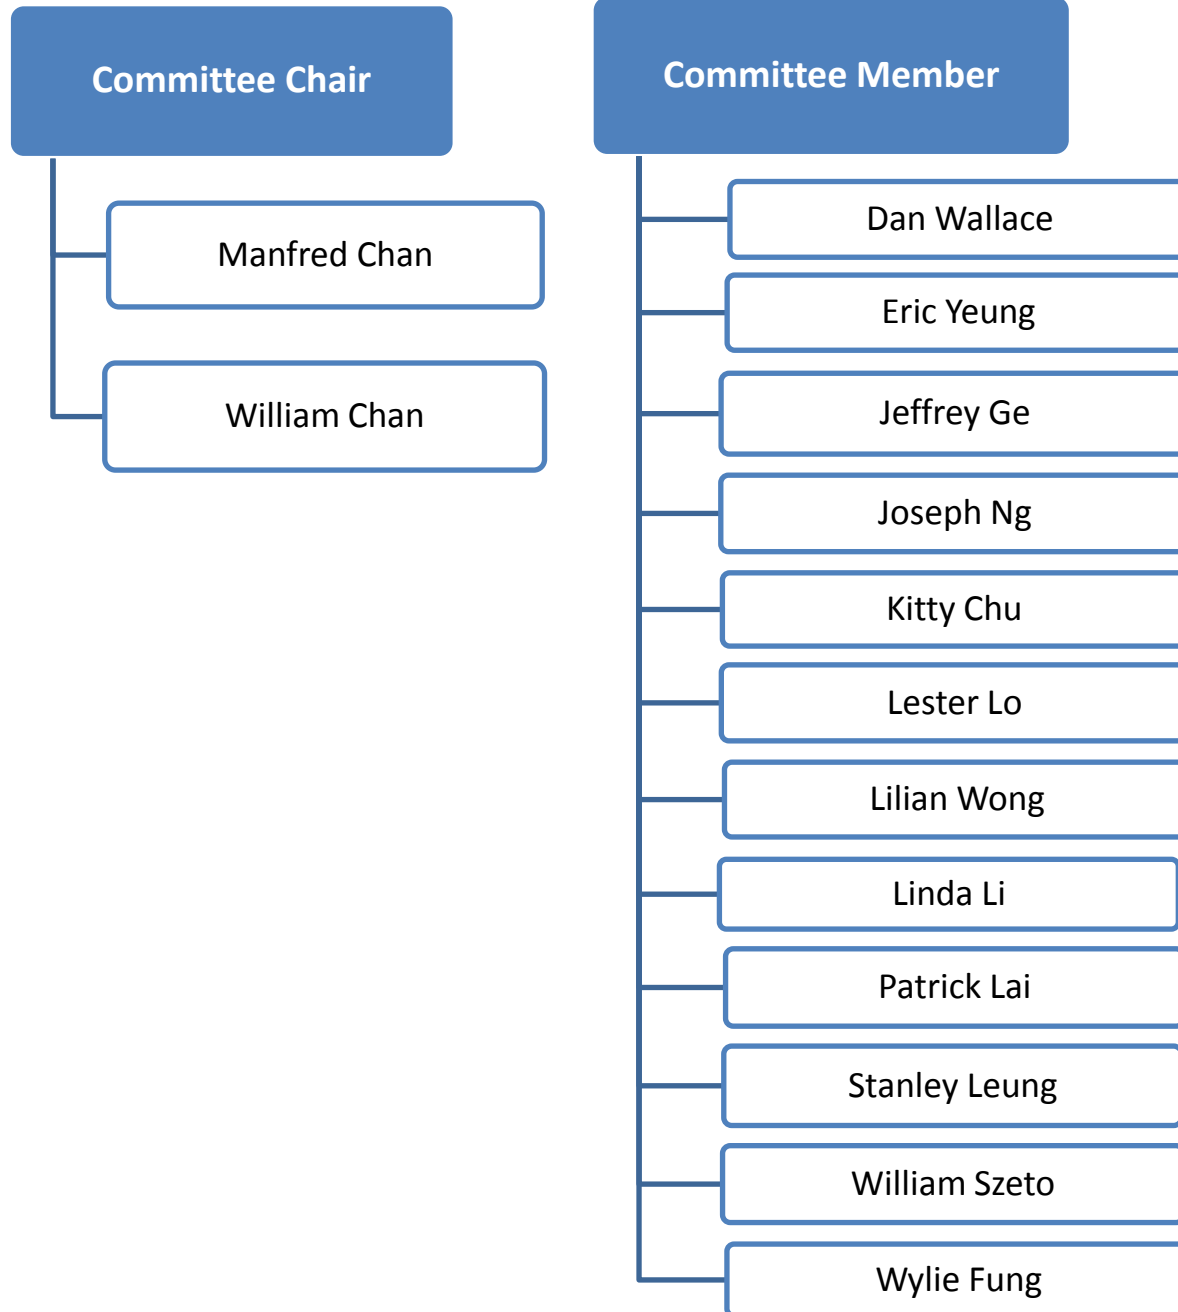 Committee Chair
Manfred Chan
William Chan
Committee Member
Dan Wallace
Eric Yeung
Jeffrey Ge
Joseph Ng
Kitty Chu
Lester Lo
Lilian Wong
Linda Li
Patrick Lai
Stanley Leung
William Szeto
Wylie Fung